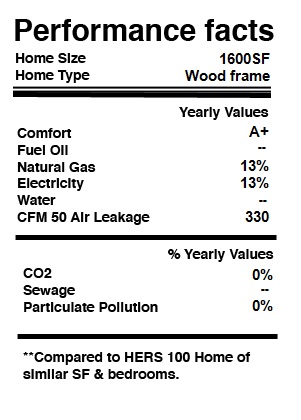 Performance facts
Home Size 1600SF
Home Type Wood frame
Yearly Values
Comfort A+
Fuel Oil --
Natural Gas 13%
Electricity 13%
Water --
CFM 50 Air Leakage 330
% Yearly Values
CO2 0%
Sewage --
Particulate Pollution 0%
**Compared to HERS 100 Home of
similar SF & bedrooms.